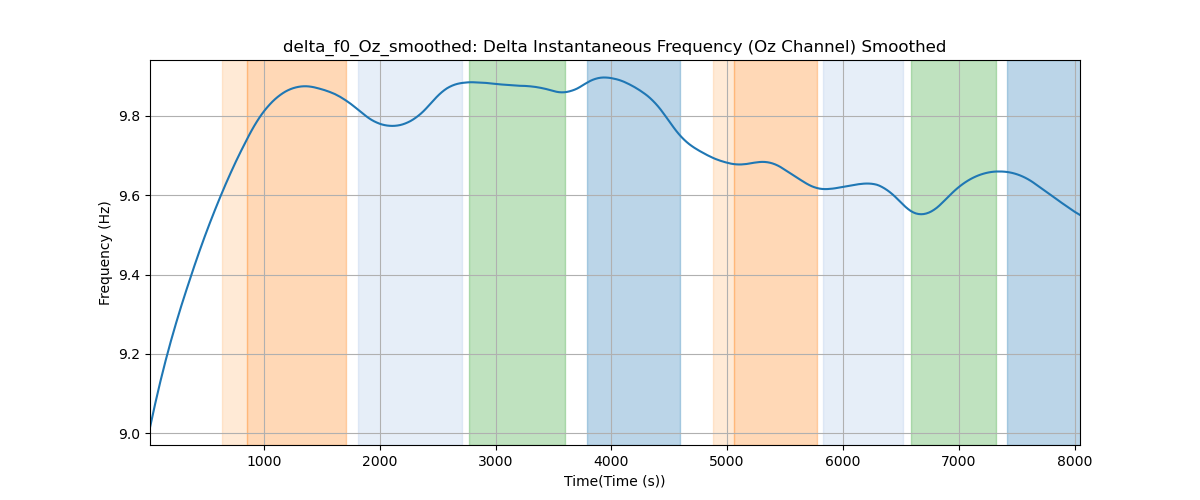 delta_f0_Oz_smoothed: Delta Instantaneous Frequency (Oz Channel) Smoothed
Frequency (Hz)
9.8
9.6
9.4
9.2
9.0
1000 2000 3000 4000 5000 6000 7000 8000
Time(Time (s))